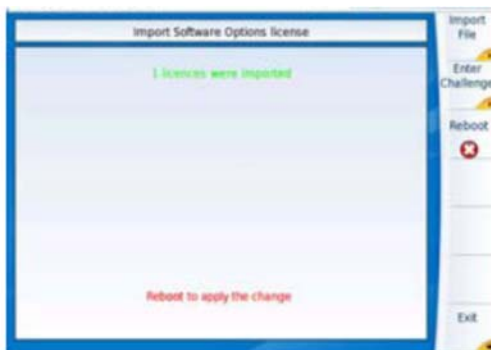 Import Software Options license
1 licences were imported
Reboot to apply the change
Import
File
Enter
Challenge
Reboot
Exit